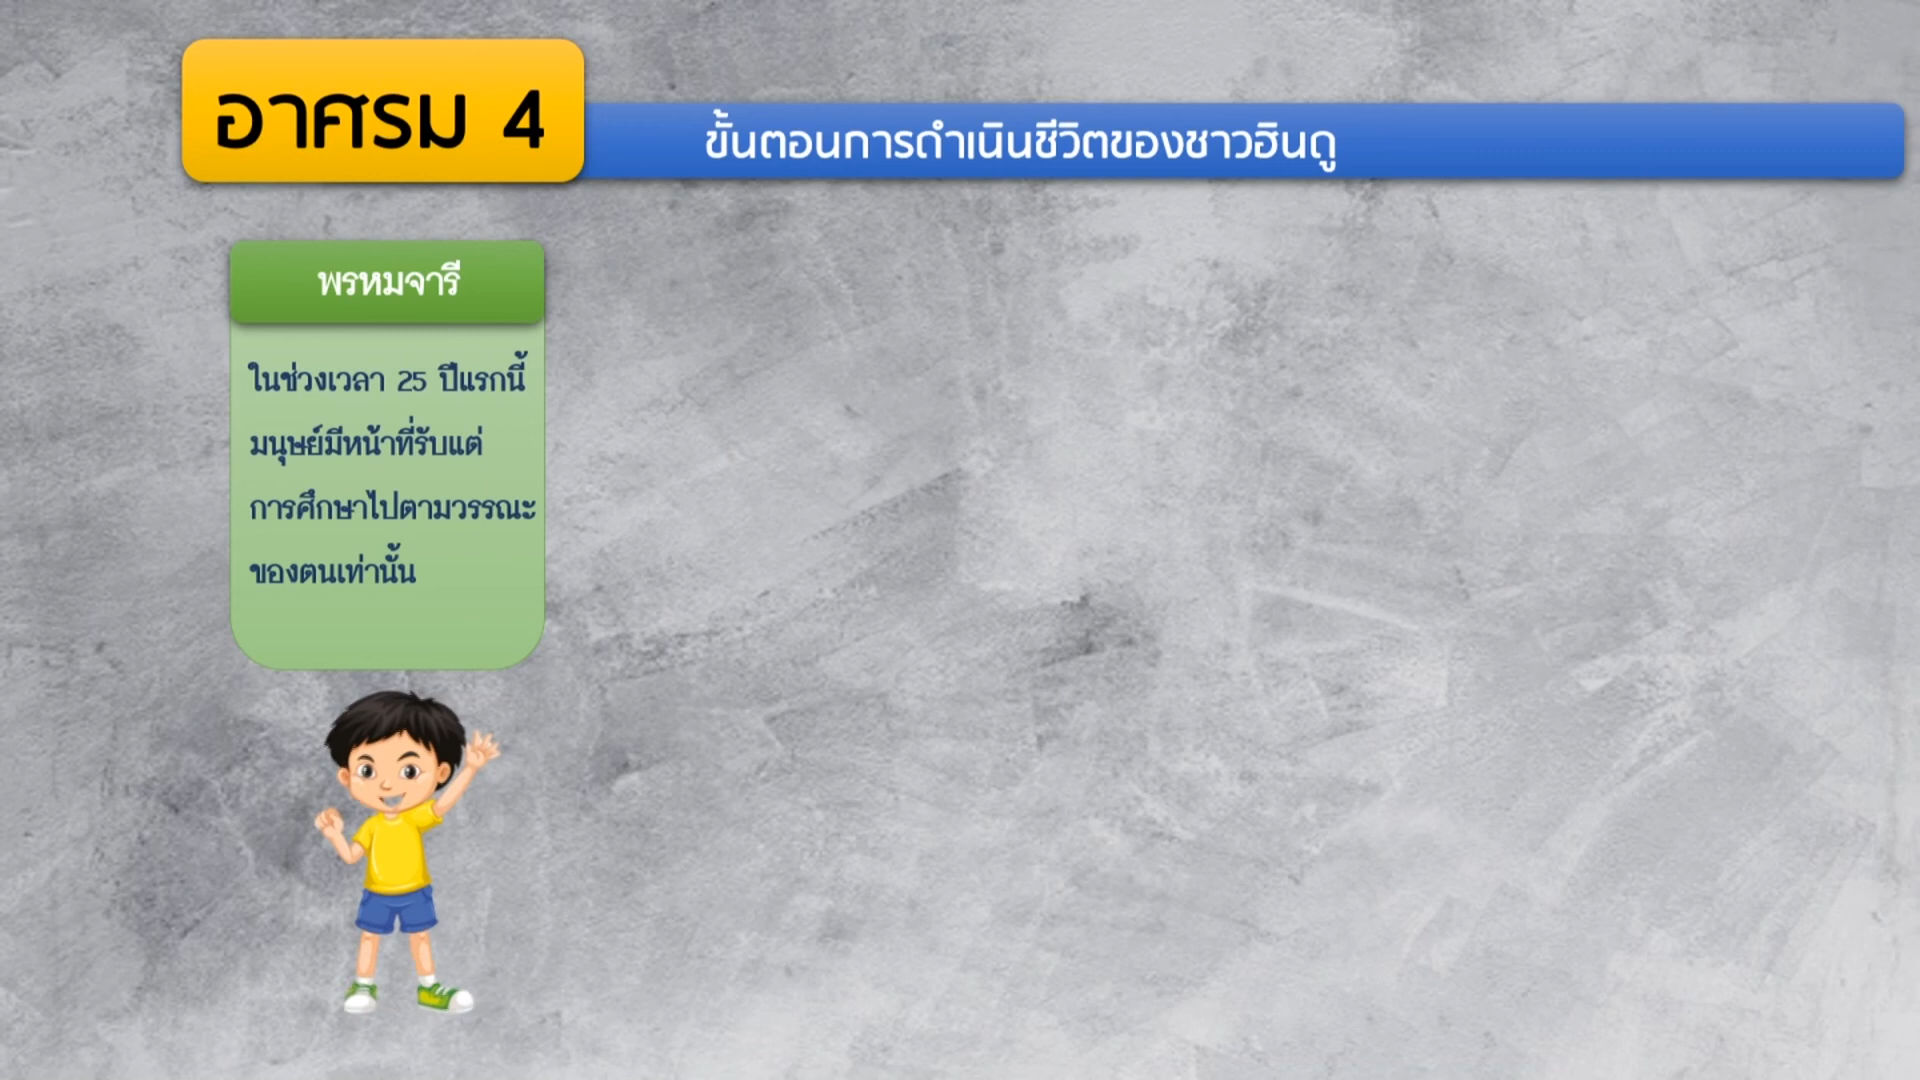 อาศรม 4
ขั้นตอนการดำเนินชีวิตของชาวฮินดู
พรหมจารี
ในช่วงเวลา 25 ปีแรกนี้
มนุษย์มีหน้าที่รับแต่
การศึกษาไปตามวรรณะ
ของตนเท่านั้น